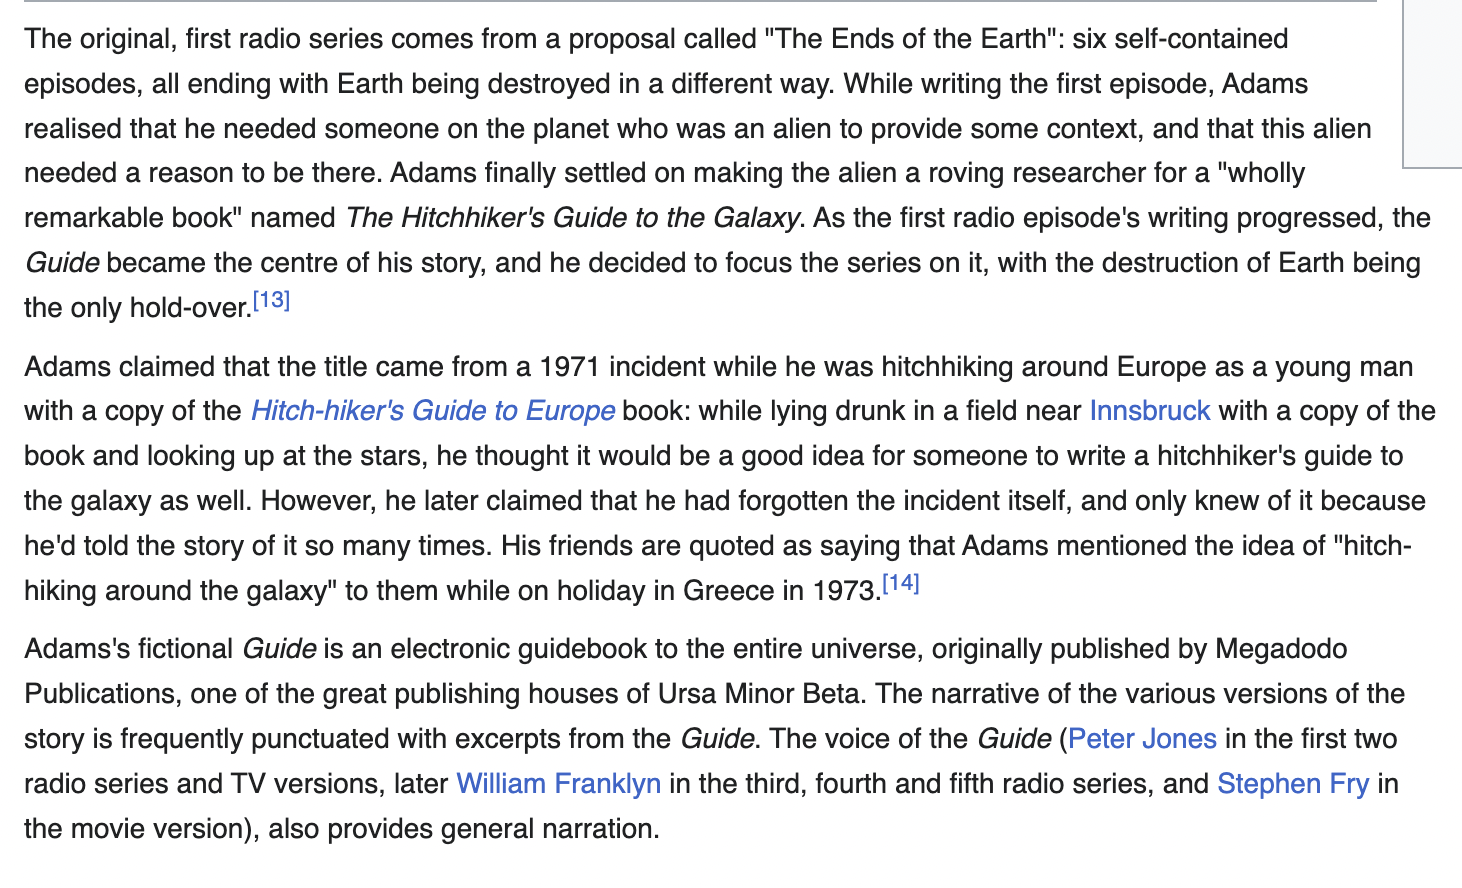 The original, first radio series comes from a proposal called "The Ends of the Earth": six self-contained
episodes, all ending with Earth being destroyed in a different way. While writing the first episode, Adams
realised that he needed someone on the planet who was an alien to provide some context, and that this alien
needed a reason to be there. Adams finally settled on making the alien a roving researcher for a "wholly
remarkable book" named The Hitchhiker's Guide to the Galaxy. As the first radio episode's writing progressed, the
Guide became the centre of his story, and he decided to focus the series on it, with the destruction of Earth being
the only hold-over.[13]
Adams claimed that the title came from a 1971 incident while he was hitchhiking around Europe as a young man
with a copy of the Hitch-hiker's Guide to Europe book: while lying drunk in a field near Innsbruck with a copy of the
book and looking up at the stars, he thought it would be a good idea for someone to write a hitchhiker's guide to
the galaxy as well. However, he later claimed that he had forgotten the incident itself, and only knew of it because
he'd told the story of it so many times. His friends are quoted as saying that Adams mentioned the idea of "hitch-
hiking around the galaxy" to them while on holiday in Greece in 1973.[14]
Adams's fictional Guide is an electronic guidebook to the entire universe, originally published by Megadodo
Publications, one of the great publishing houses of Ursa Minor Beta. The narrative of the various versions of the
story is frequently punctuated with excerpts from the Guide. The voice of the Guide (Peter Jones in the first two
radio series and TV versions, later William Franklyn in the third, fourth and fifth radio series, and Stephen Fry in
the movie version), also provides general narration.